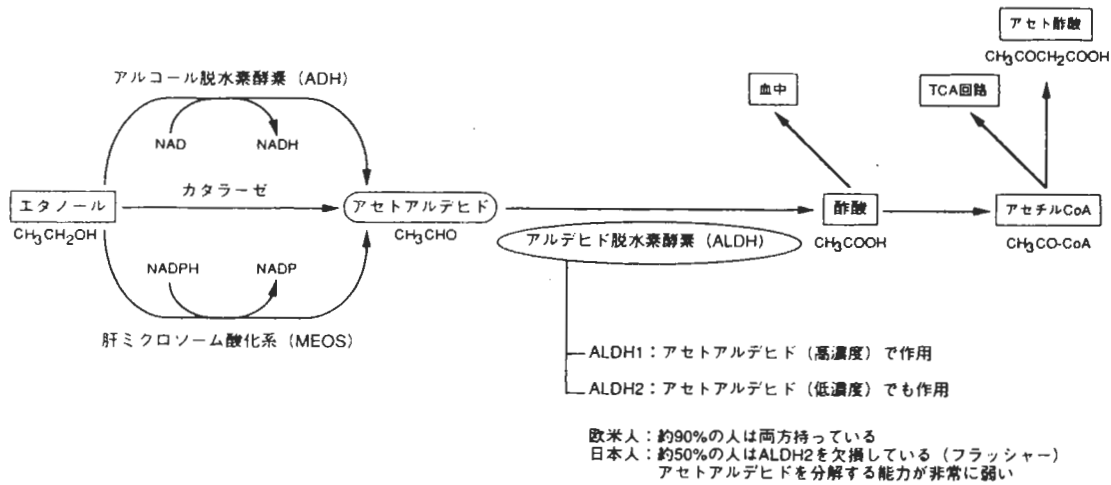 アセト酢酸
CH₃COCH₂COOH
アルコール脱水素酵素（ADH）
血中
TCA回路
NAD
NADH
カタラーゼ
エタノール
アセトアルデヒド
酢酸
アセチルCoA
CH₃CH₂OH
CH₃CHO
アルデヒド脱水素酵素（ALDH）
CH₃COOH
CH₃CO-CoA
NADPH
NADP
肝ミクロソーム酸化系（MEOS）
ALDH1：アセトアルデヒド（高濃度）で作用
ALDH2：アセトアルデヒド（低濃度）でも作用
欧米人：約90%の人は両方持っている
日本人：約50%の人はALDH2を欠損している（フラッシャー）
アセトアルデヒドを分解する能力が非常に弱い